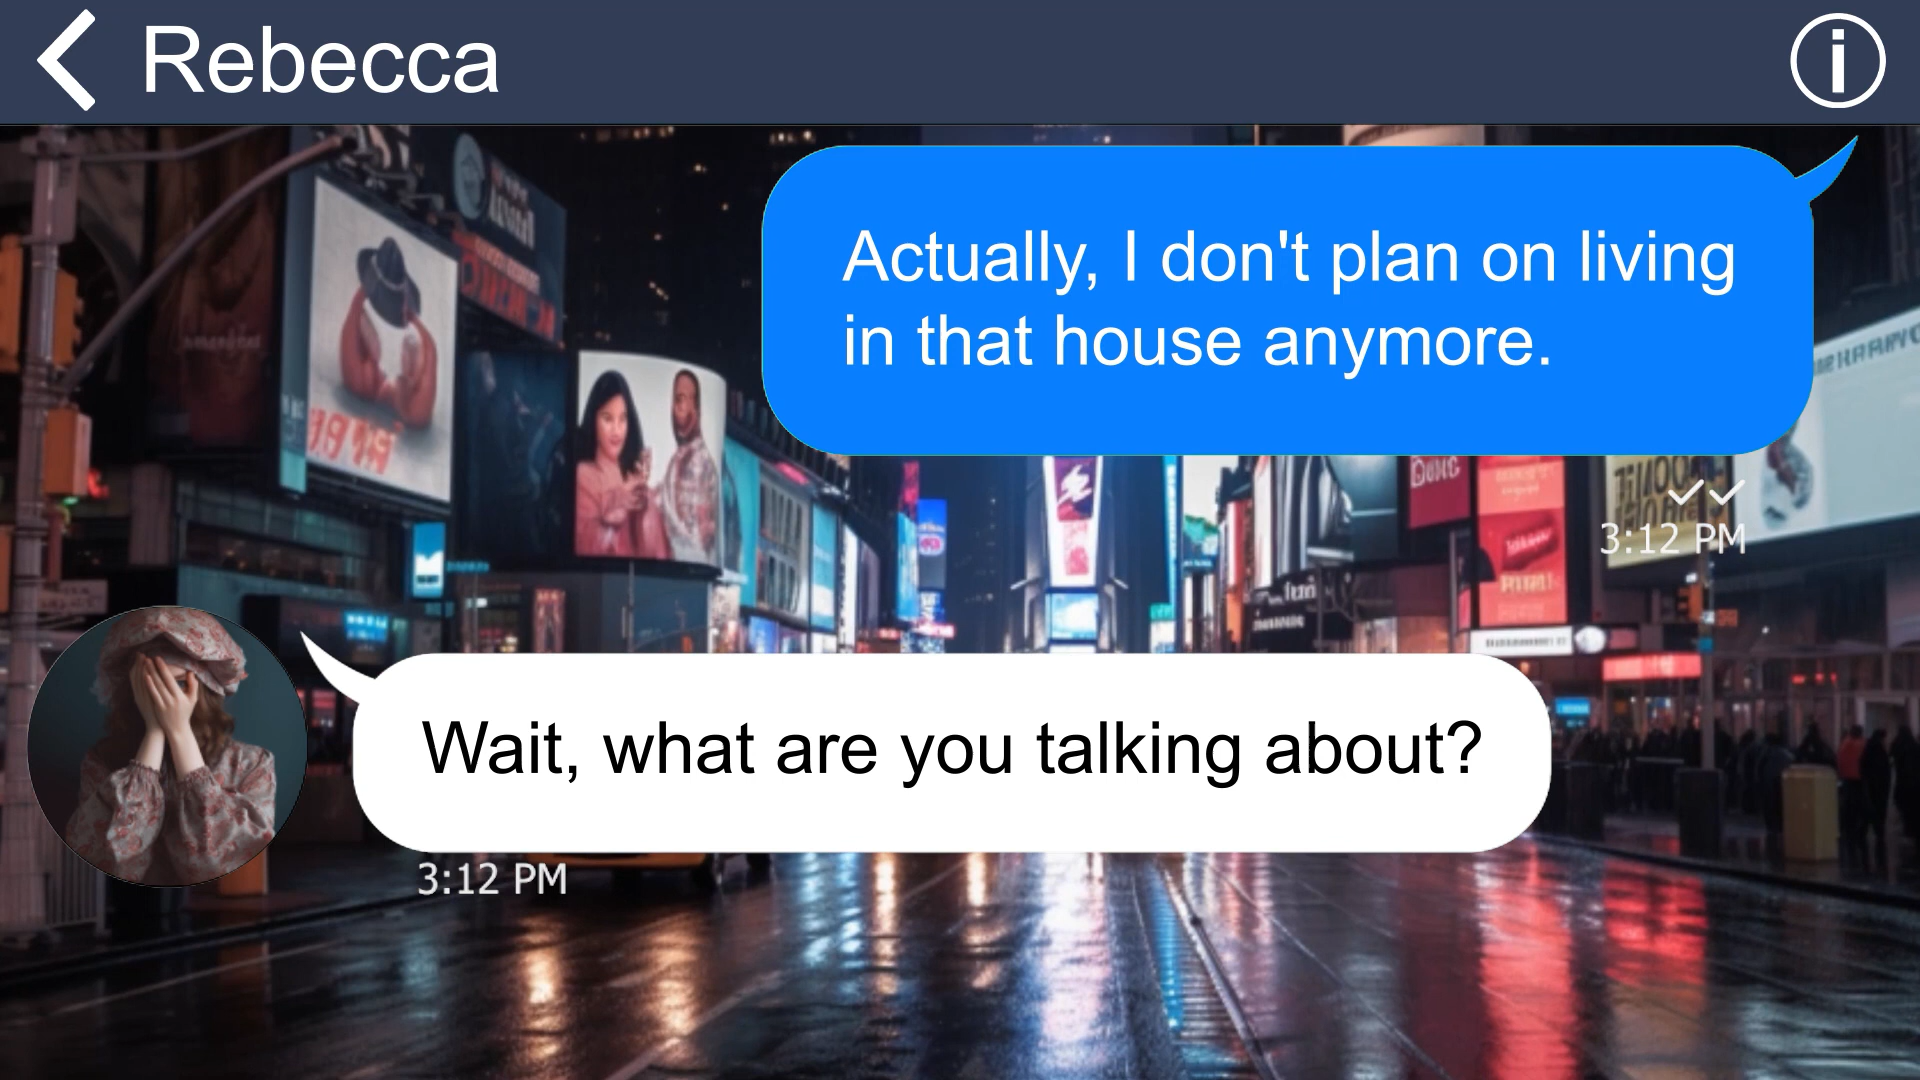 Rebecca
Actually, I don't plan on living
in that house anymore.
3:12 PM
Wait, what are you talking about?
3:12 PM